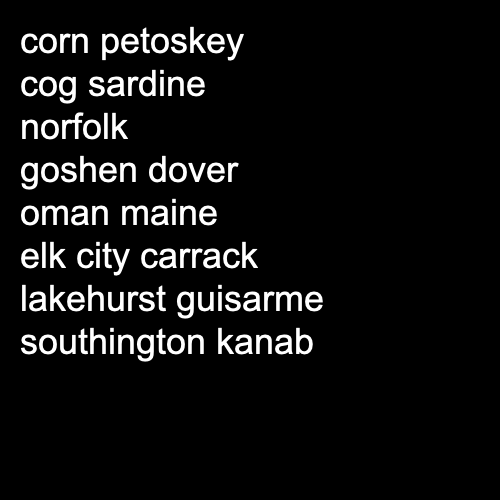 corn petoskey
cog sardine
norfolk
goshen dover
oman maine
elk city carrack
lakehurst guisarme
southington kanab